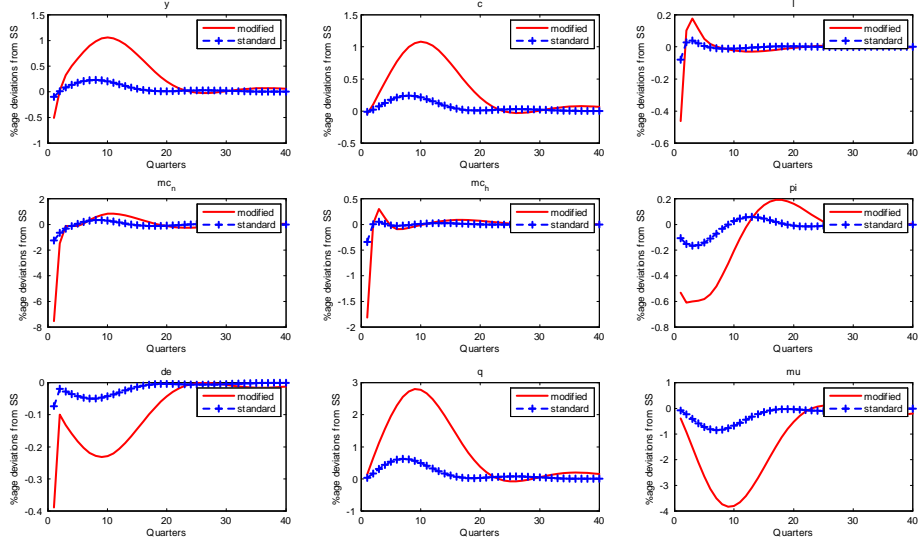 y
%age deviations from SS
1.5
1
0.5
0
-0.5
-1
0 10 20 30 40
Quarters
modified
standard
c
%age deviations from SS
1.5
1
0.5
0
-0.5
0 10 20 30 40
Quarters
modified
standard
l
%age deviations from SS
0.2
0
-0.2
-0.4
-0.6
0 10 20 30 40
Quarters
modified
standard
mc_n
%age deviations from SS
2
0
-2
-4
-6
-8
0 10 20 30 40
Quarters
modified
standard
mc_h
%age deviations from SS
0.5
0
-0.5
-1
-1.5
-2
0 10 20 30 40
Quarters
modified
standard
pi
%age deviations from SS
0.2
0
-0.2
-0.4
-0.6
-0.8
0 10 20 30 40
Quarters
modified
standard
de
%age deviations from SS
0
-0.1
-0.2
-0.3
-0.4
0 10 20 30 40
Quarters
modified
standard
q
%age deviations from SS
3
2
1
0
-1
0 10 20 30 40
Quarters
modified
standard
mu
%age deviations from SS
1
0
-1
-2
-3
-4
0 10 20 30 40
Quarters
modified
standard